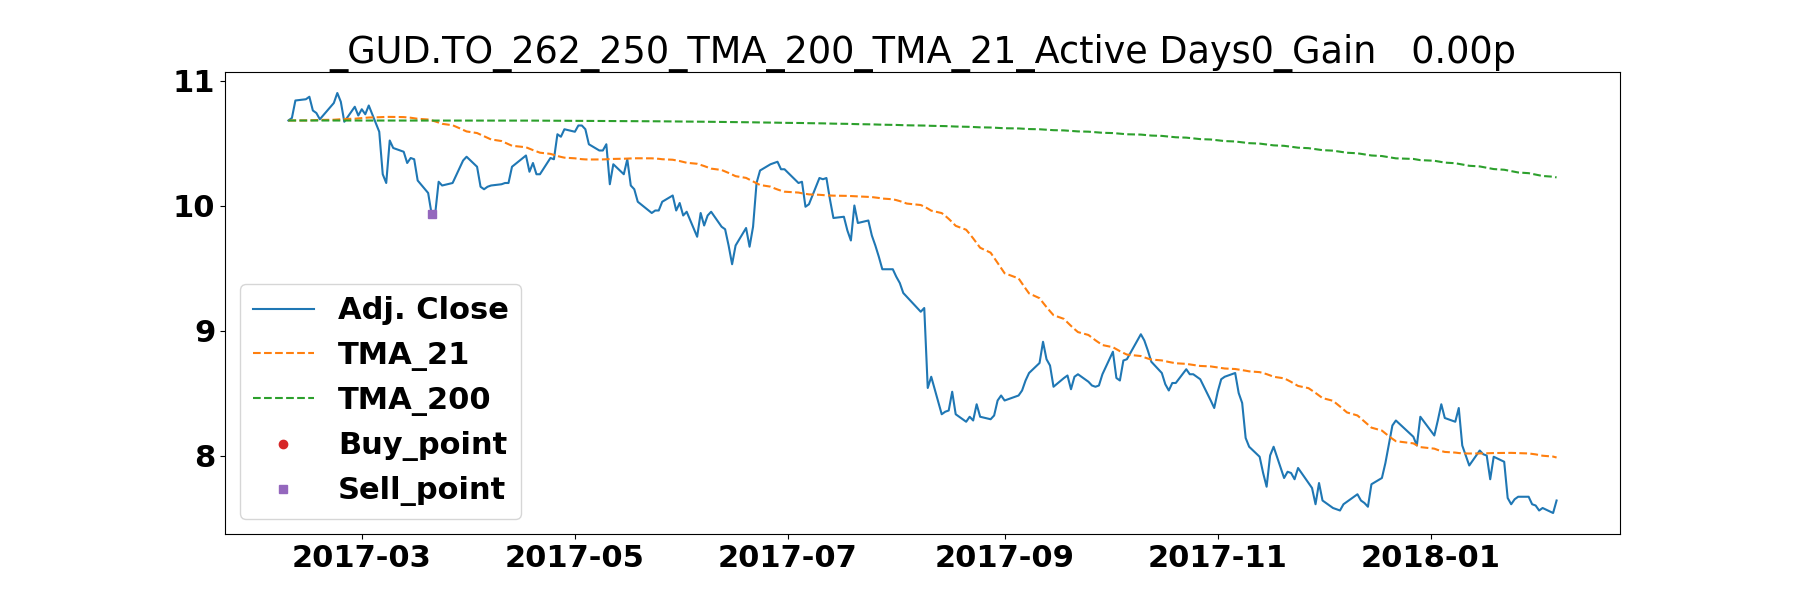 _GUD.TO_262_250_TMA_200_TMA_21_Active Days0_Gain   0.00p
11
10
9
8
Adj. Close
TMA_21
TMA_200
Buy_point
Sell_point
2017-03 2017-05 2017-07 2017-09 2017-11 2018-01